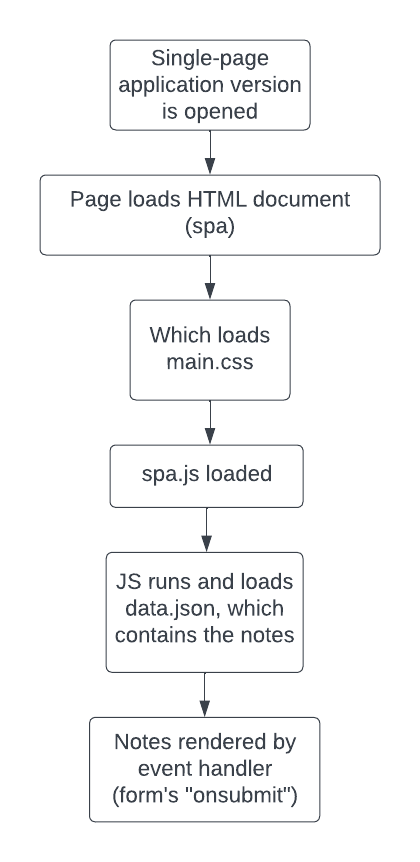 Single-page
application version
is opened
Page loads HTML document
(spa)
Which loads
main.css
spa.js loaded
JS runs and loads
data.json, which
contains the notes
Notes rendered by
event handler
(form's "onsubmit")